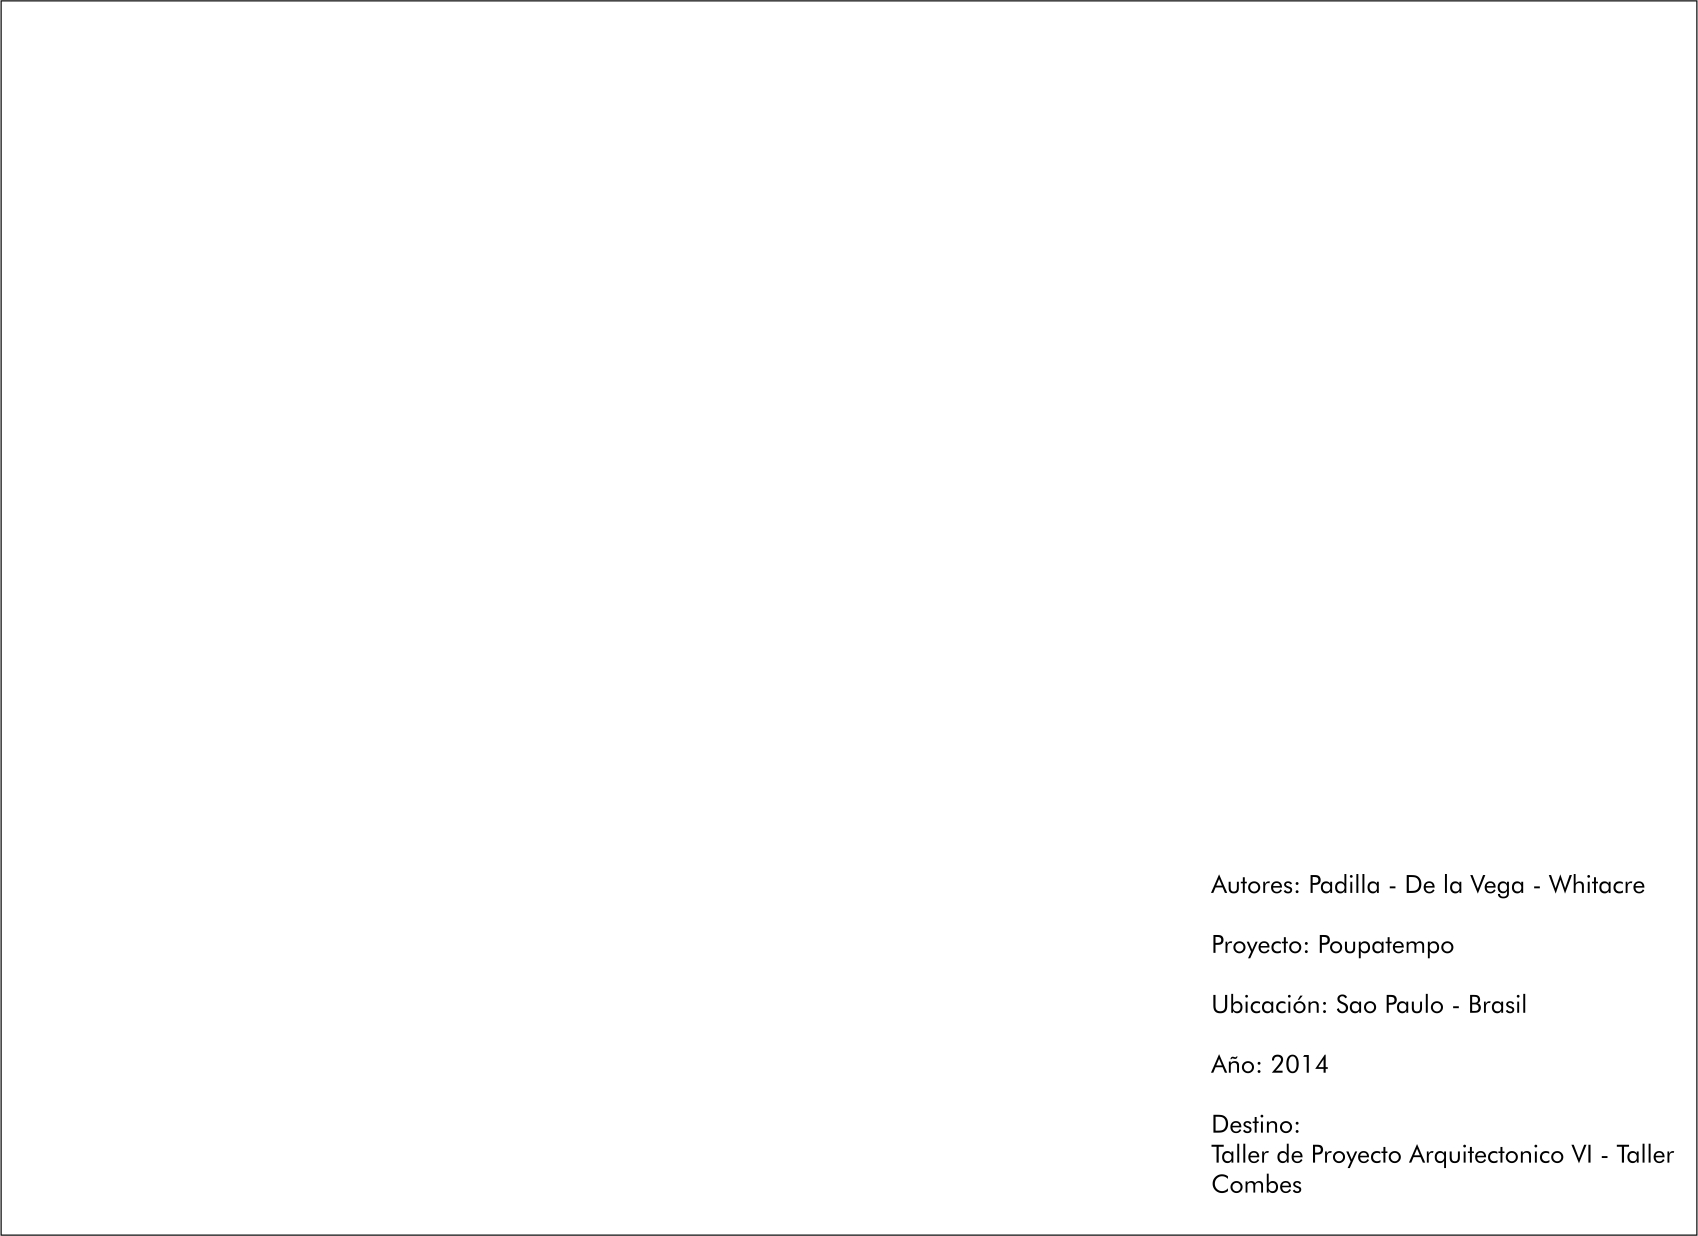 Autores: Padilla - De la Vega - Whitacre
Proyecto: Poupatempo
Ubicación: Sao Paulo - Brasil
Año: 2014
Destino:
Taller de Proyecto Arquitectonico VI - Taller
Combes